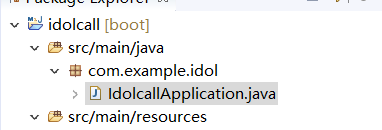 idolcall [boot]
src/main/java
com.example.idol
IdolcallApplication.java
src/main/resources